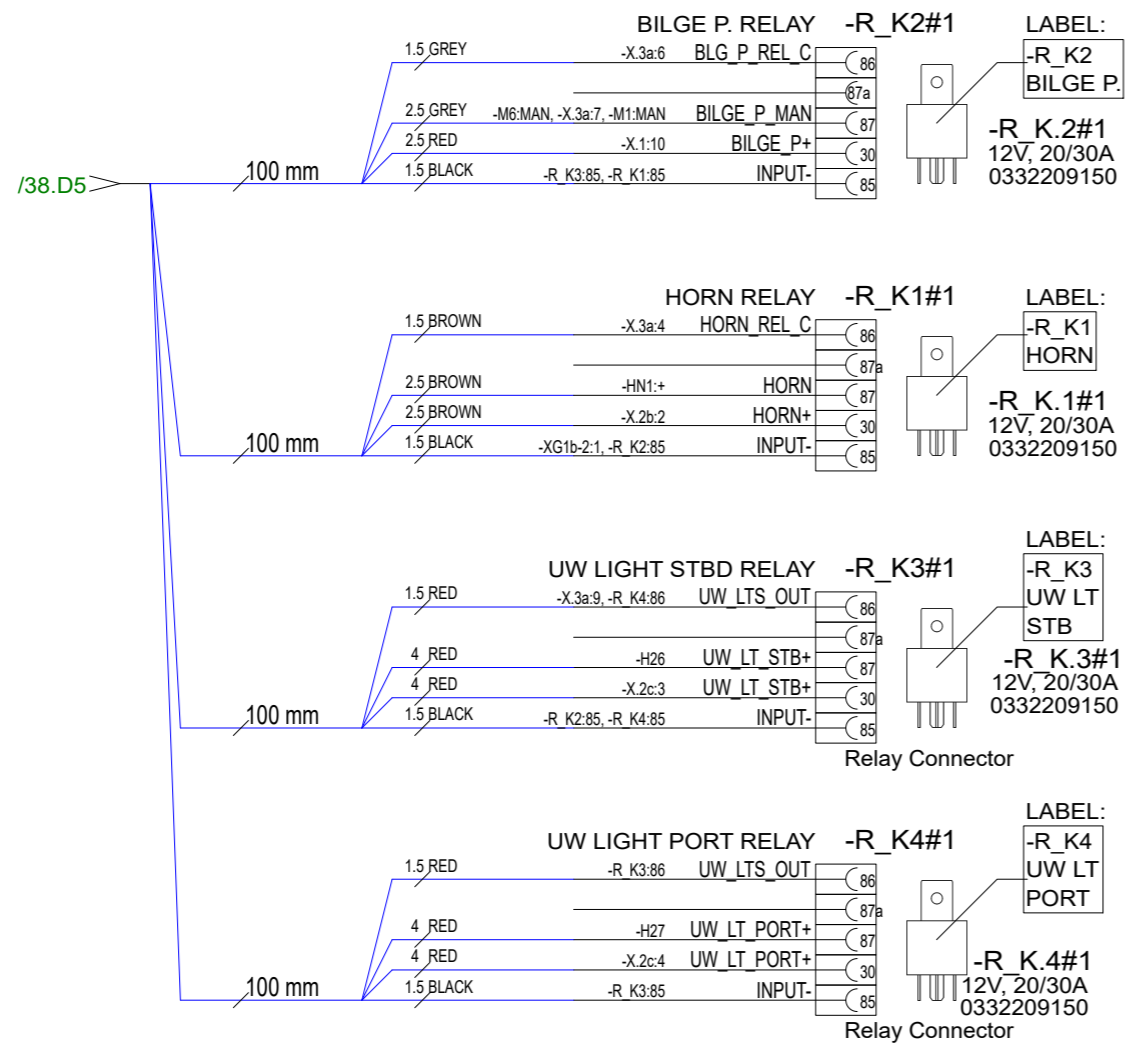 BILGE P. RELAY -R_K2#1 LABEL:
1.5 GREY -X.3a:6 BLG_P_REL_C 86
-R_K2
BILGE P.
87a
2.5 GREY -M6:MAN, -X.3a:7, -M1:MAN BILGE_P_MAN 87
2.5 RED -X.1:10 BILGE_P+ 30
1.5 BLACK -R_K3:85, -R_K1:85 INPUT- 85
-R_K.2#1
12V, 20/30A
0332209150
/38.D5
100 mm
HORN RELAY -R_K1#1 LABEL:
1.5 BROWN -X.3a:4 HORN_REL_C 86
-R_K1
HORN
87a
2.5 BROWN -HN1:+ HORN 87
2.5 BROWN -X.2b:2 HORN+ 30
1.5 BLACK -XG1b-2:1, -R_K2:85 INPUT- 85
-R_K.1#1
12V, 20/30A
0332209150
100 mm
UW LIGHT STBD RELAY -R_K3#1 LABEL:
1.5 RED -X.3a:9, -R_K4:86 UW_LTS_OUT 86
-R_K3
UW LT
STB
87a
4 RED -H26 UW_LT_STB+ 87
4 RED -X.2c:3 UW_LT_STB+ 30
1.5 BLACK -R_K2:85, -R_K4:85 INPUT- 85
-R_K.3#1
12V, 20/30A
0332209150
100 mm
Relay Connector
UW LIGHT PORT RELAY -R_K4#1 LABEL:
1.5 RED -R_K3:86 UW_LTS_OUT 86
-R_K4
UW LT
PORT
87a
4 RED -H27 UW_LT_PORT+ 87
4 RED -X.2c:4 UW_LT_PORT+ 30
1.5 BLACK -R_K3:85 INPUT- 85
-R_K.4#1
12V, 20/30A
0332209150
100 mm
Relay Connector